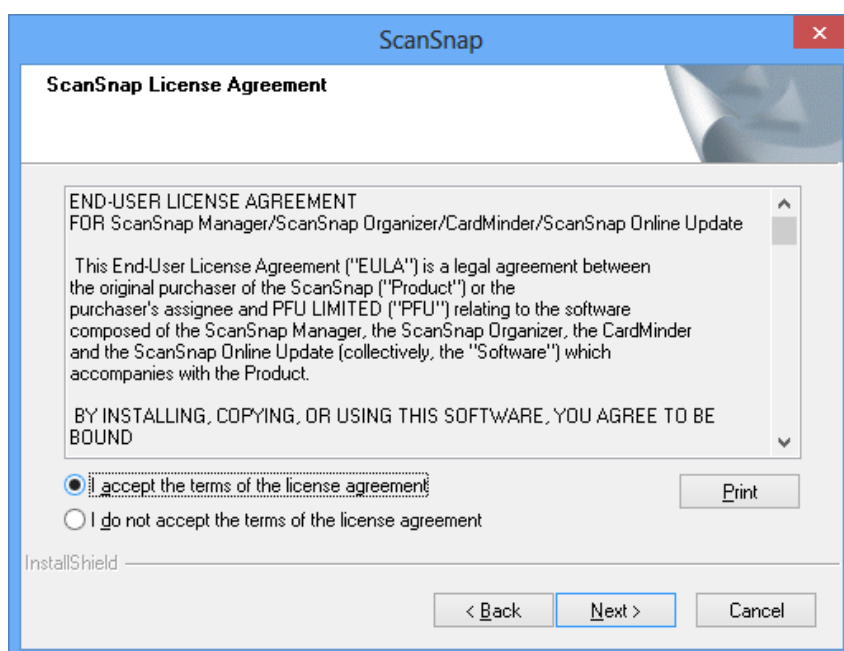 ScanSnap
ScanSnap License Agreement
END-USER LICENSE AGREEMENT
FOR ScanSnap Manager/ScanSnap Organizer/CardMinder/ScanSnap Online Update
This End-User License Agreement ("EULA") is a legal agreement between
the original purchaser of the ScanSnap ("Product") or the
purchaser's assignee and PFU LIMITED ("PFU") relating to the software
composed of the ScanSnap Manager, the ScanSnap Organizer, the CardMinder
and the ScanSnap Online Update (collectively, the "Software") which
accompanies with the Product.
BY INSTALLING, COPYING, OR USING THIS SOFTWARE, YOU AGREE TO BE
BOUND
I accept the terms of the license agreement
Print
I do not accept the terms of the license agreement
InstallShield
< Back Next > Cancel